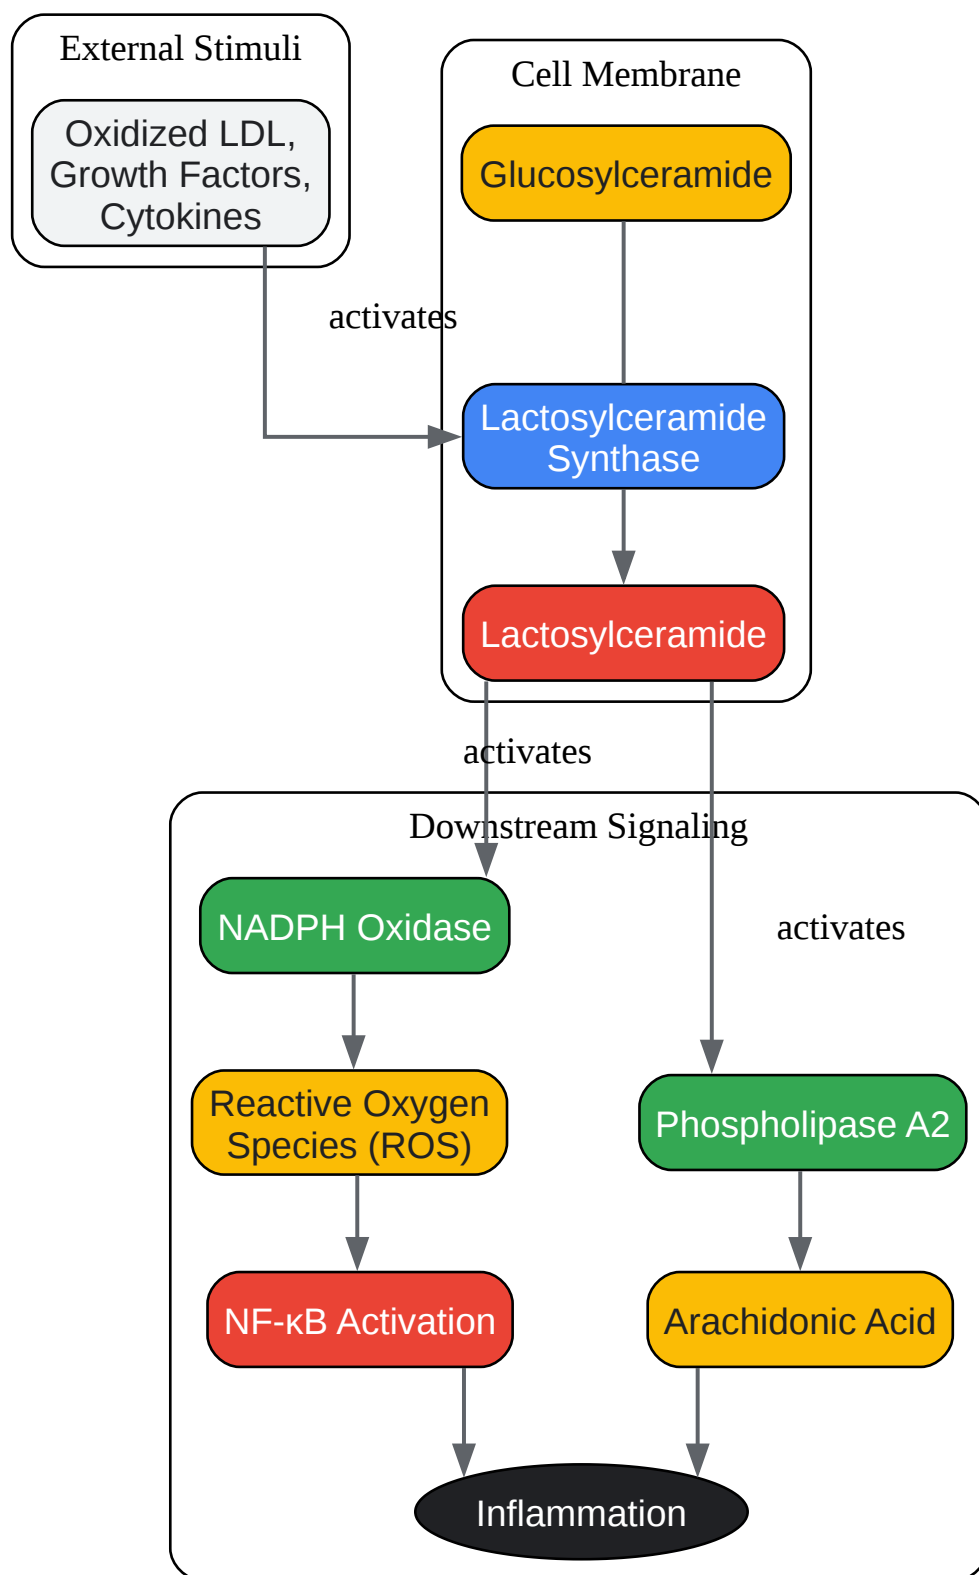 External Stimuli
Oxidized LDL,
Growth Factors,
Cytokines
Cell Membrane
Glucosylceramide
activates
Lactosylceramide
Synthase
Lactosylceramide
activates
Downstream Signaling
NADPH Oxidase
activates
Reactive Oxygen
Species (ROS)
Phospholipase A2
NF-κB Activation
Arachidonic Acid
Inflammation